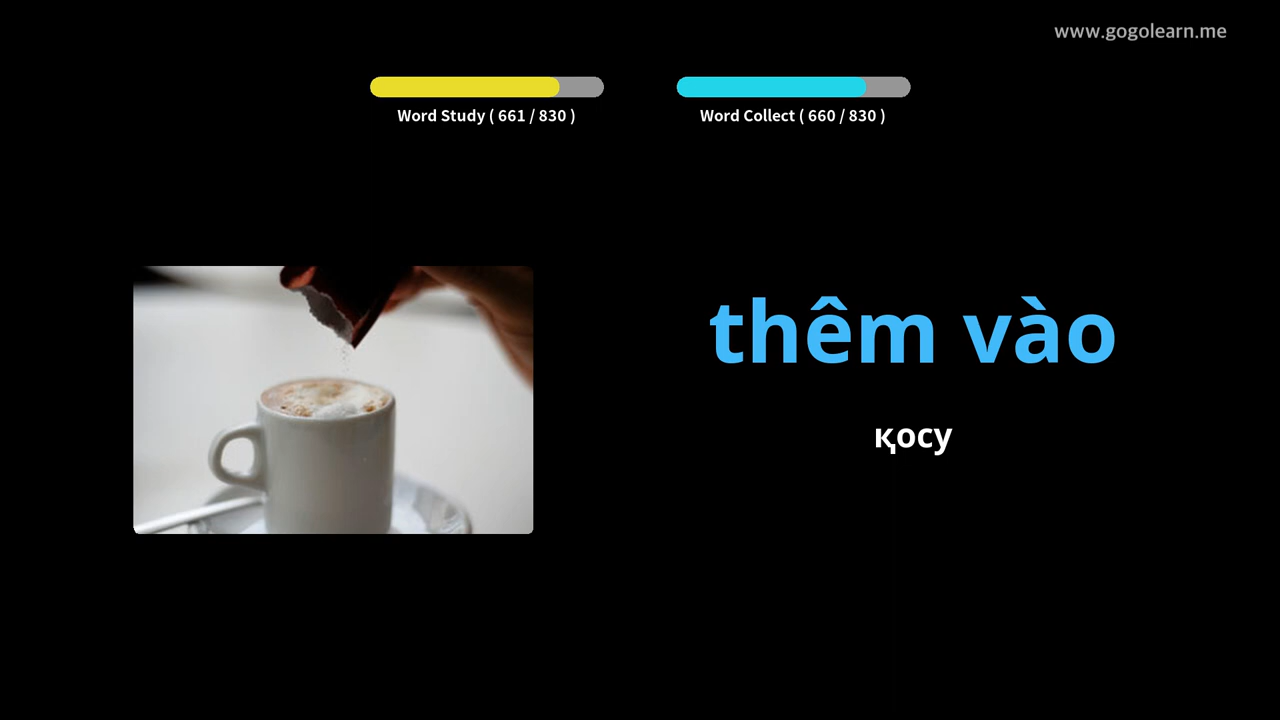 www.gogolearn.me
Word Study ( 661 / 830 )
Word Collect ( 660 / 830 )
thêm vào
қосу